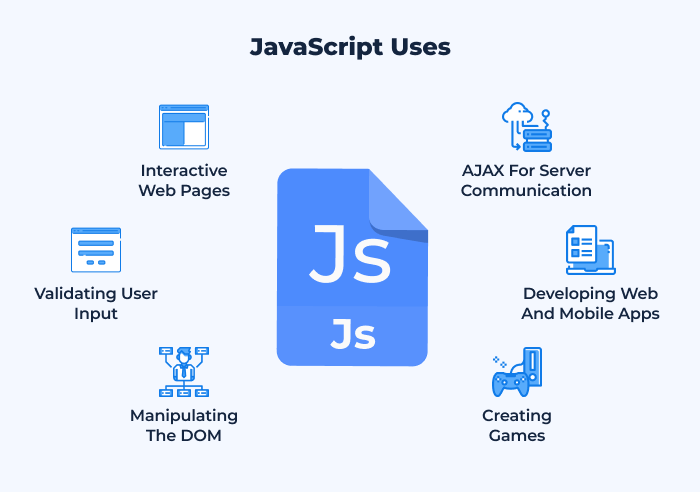 JavaScript Uses
Interactive
Web Pages
AJAX For Server
Communication
Js
Js
Validating User
Input
Developing Web
And Mobile Apps
Manipulating
The DOM
Creating
Games